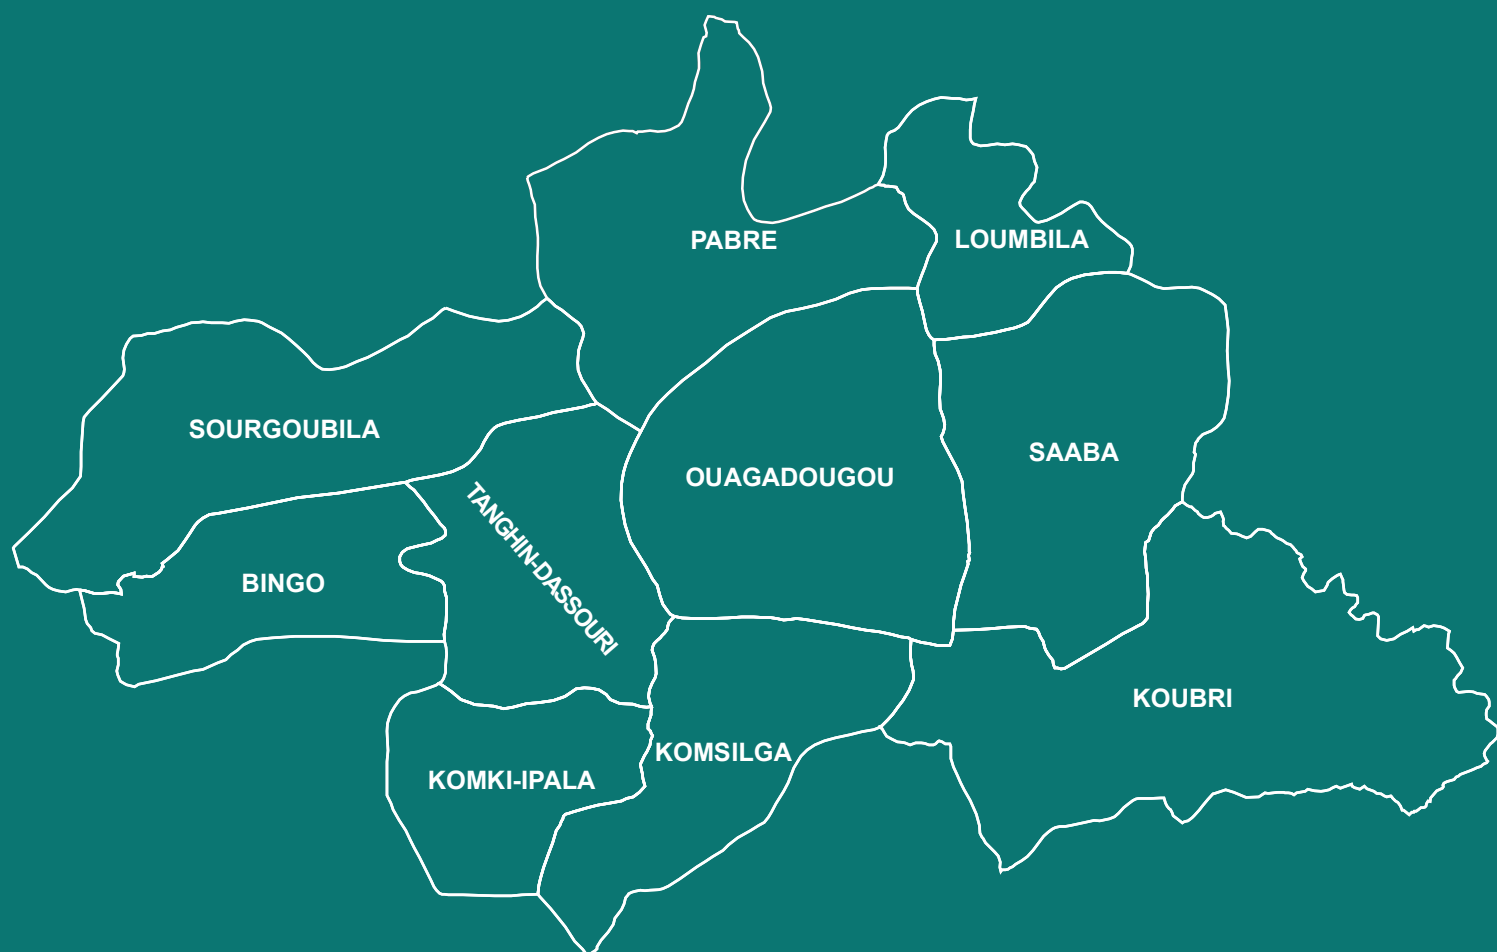 PABRE
LOUMBILA
SOURGOUBILA
SAABA
OUAGADOUGOU
TANGHIN-DASSOURI
BINGO
KOUBRI
KOMSILGA
KOMKI-IPALA